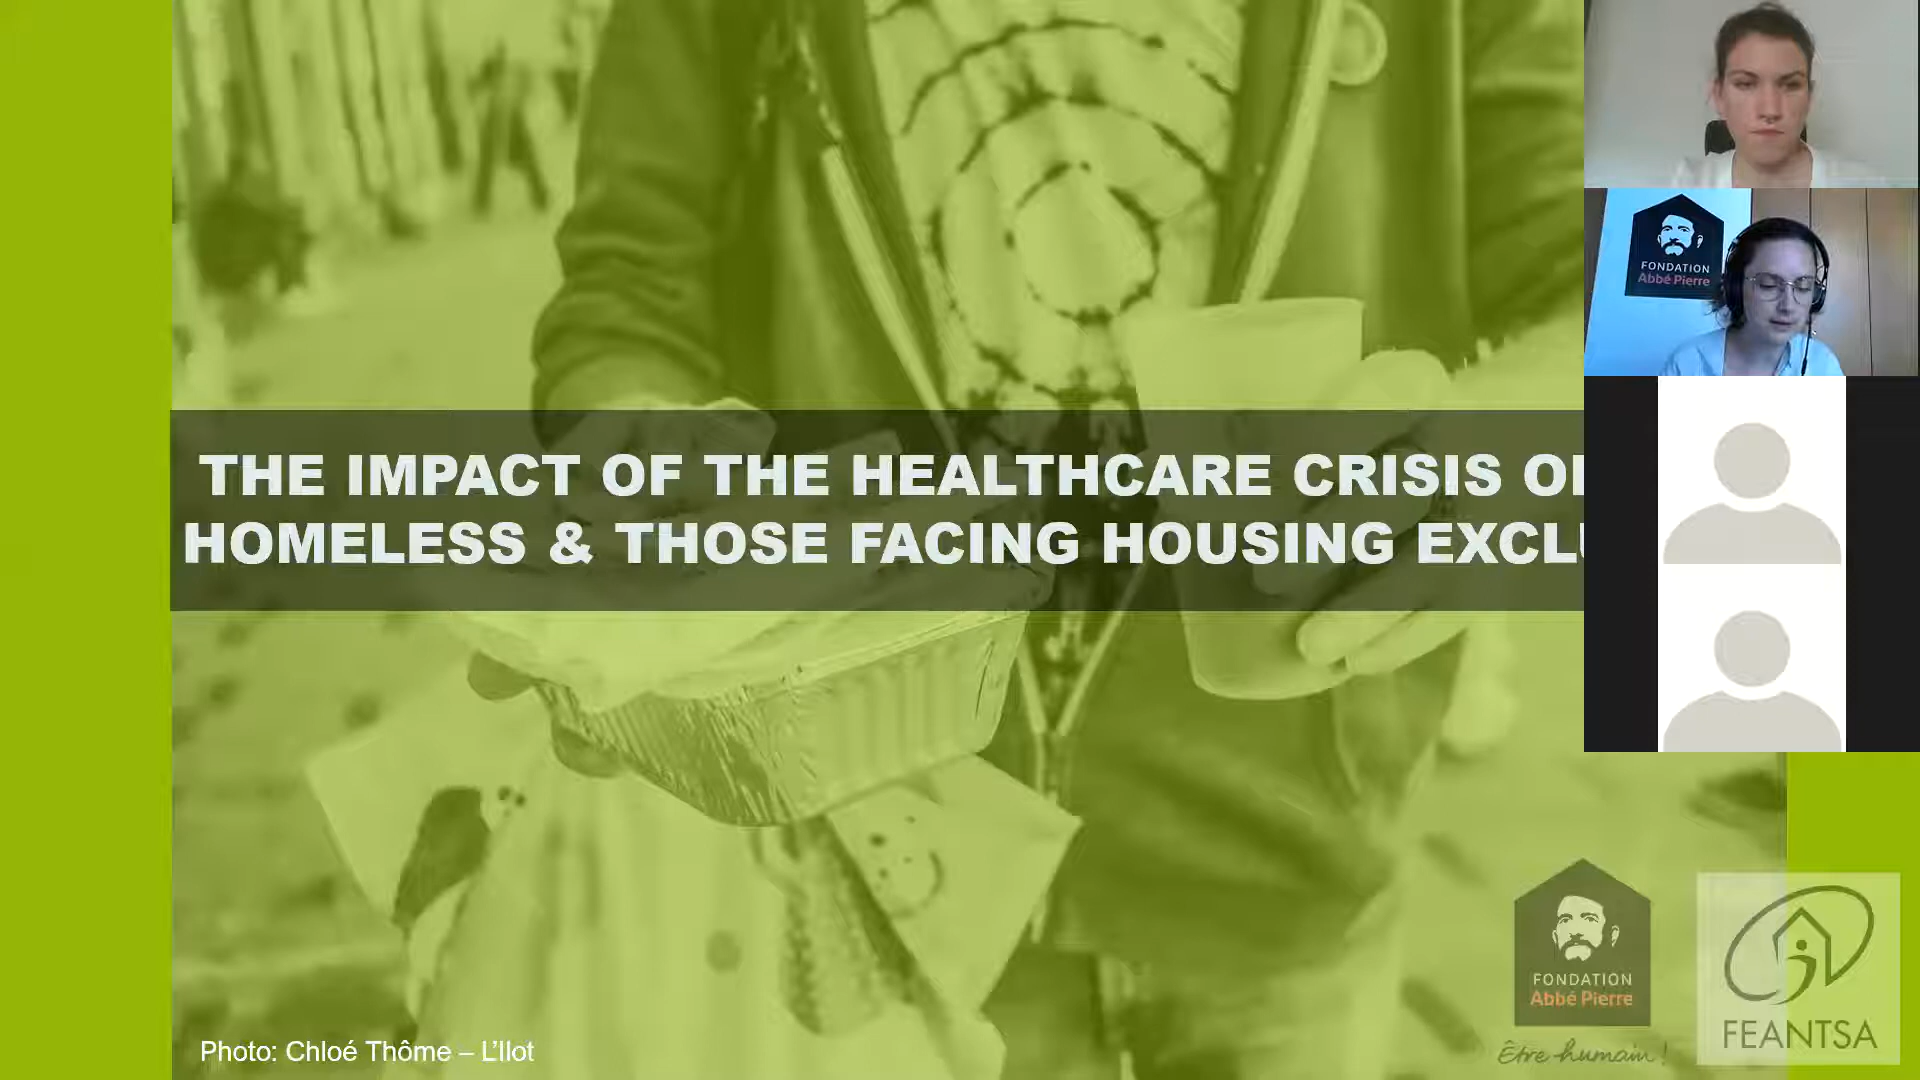 THE IMPACT OF THE HEALTHCARE CRISIS
HOMELESS & THOSE FACING HOUSING
FONDATION
Abbé Pierre
FONDATION
Abbé Pierre
Être humain !
FEANTSA
Photo: Chloé Thôme – L'Ilot